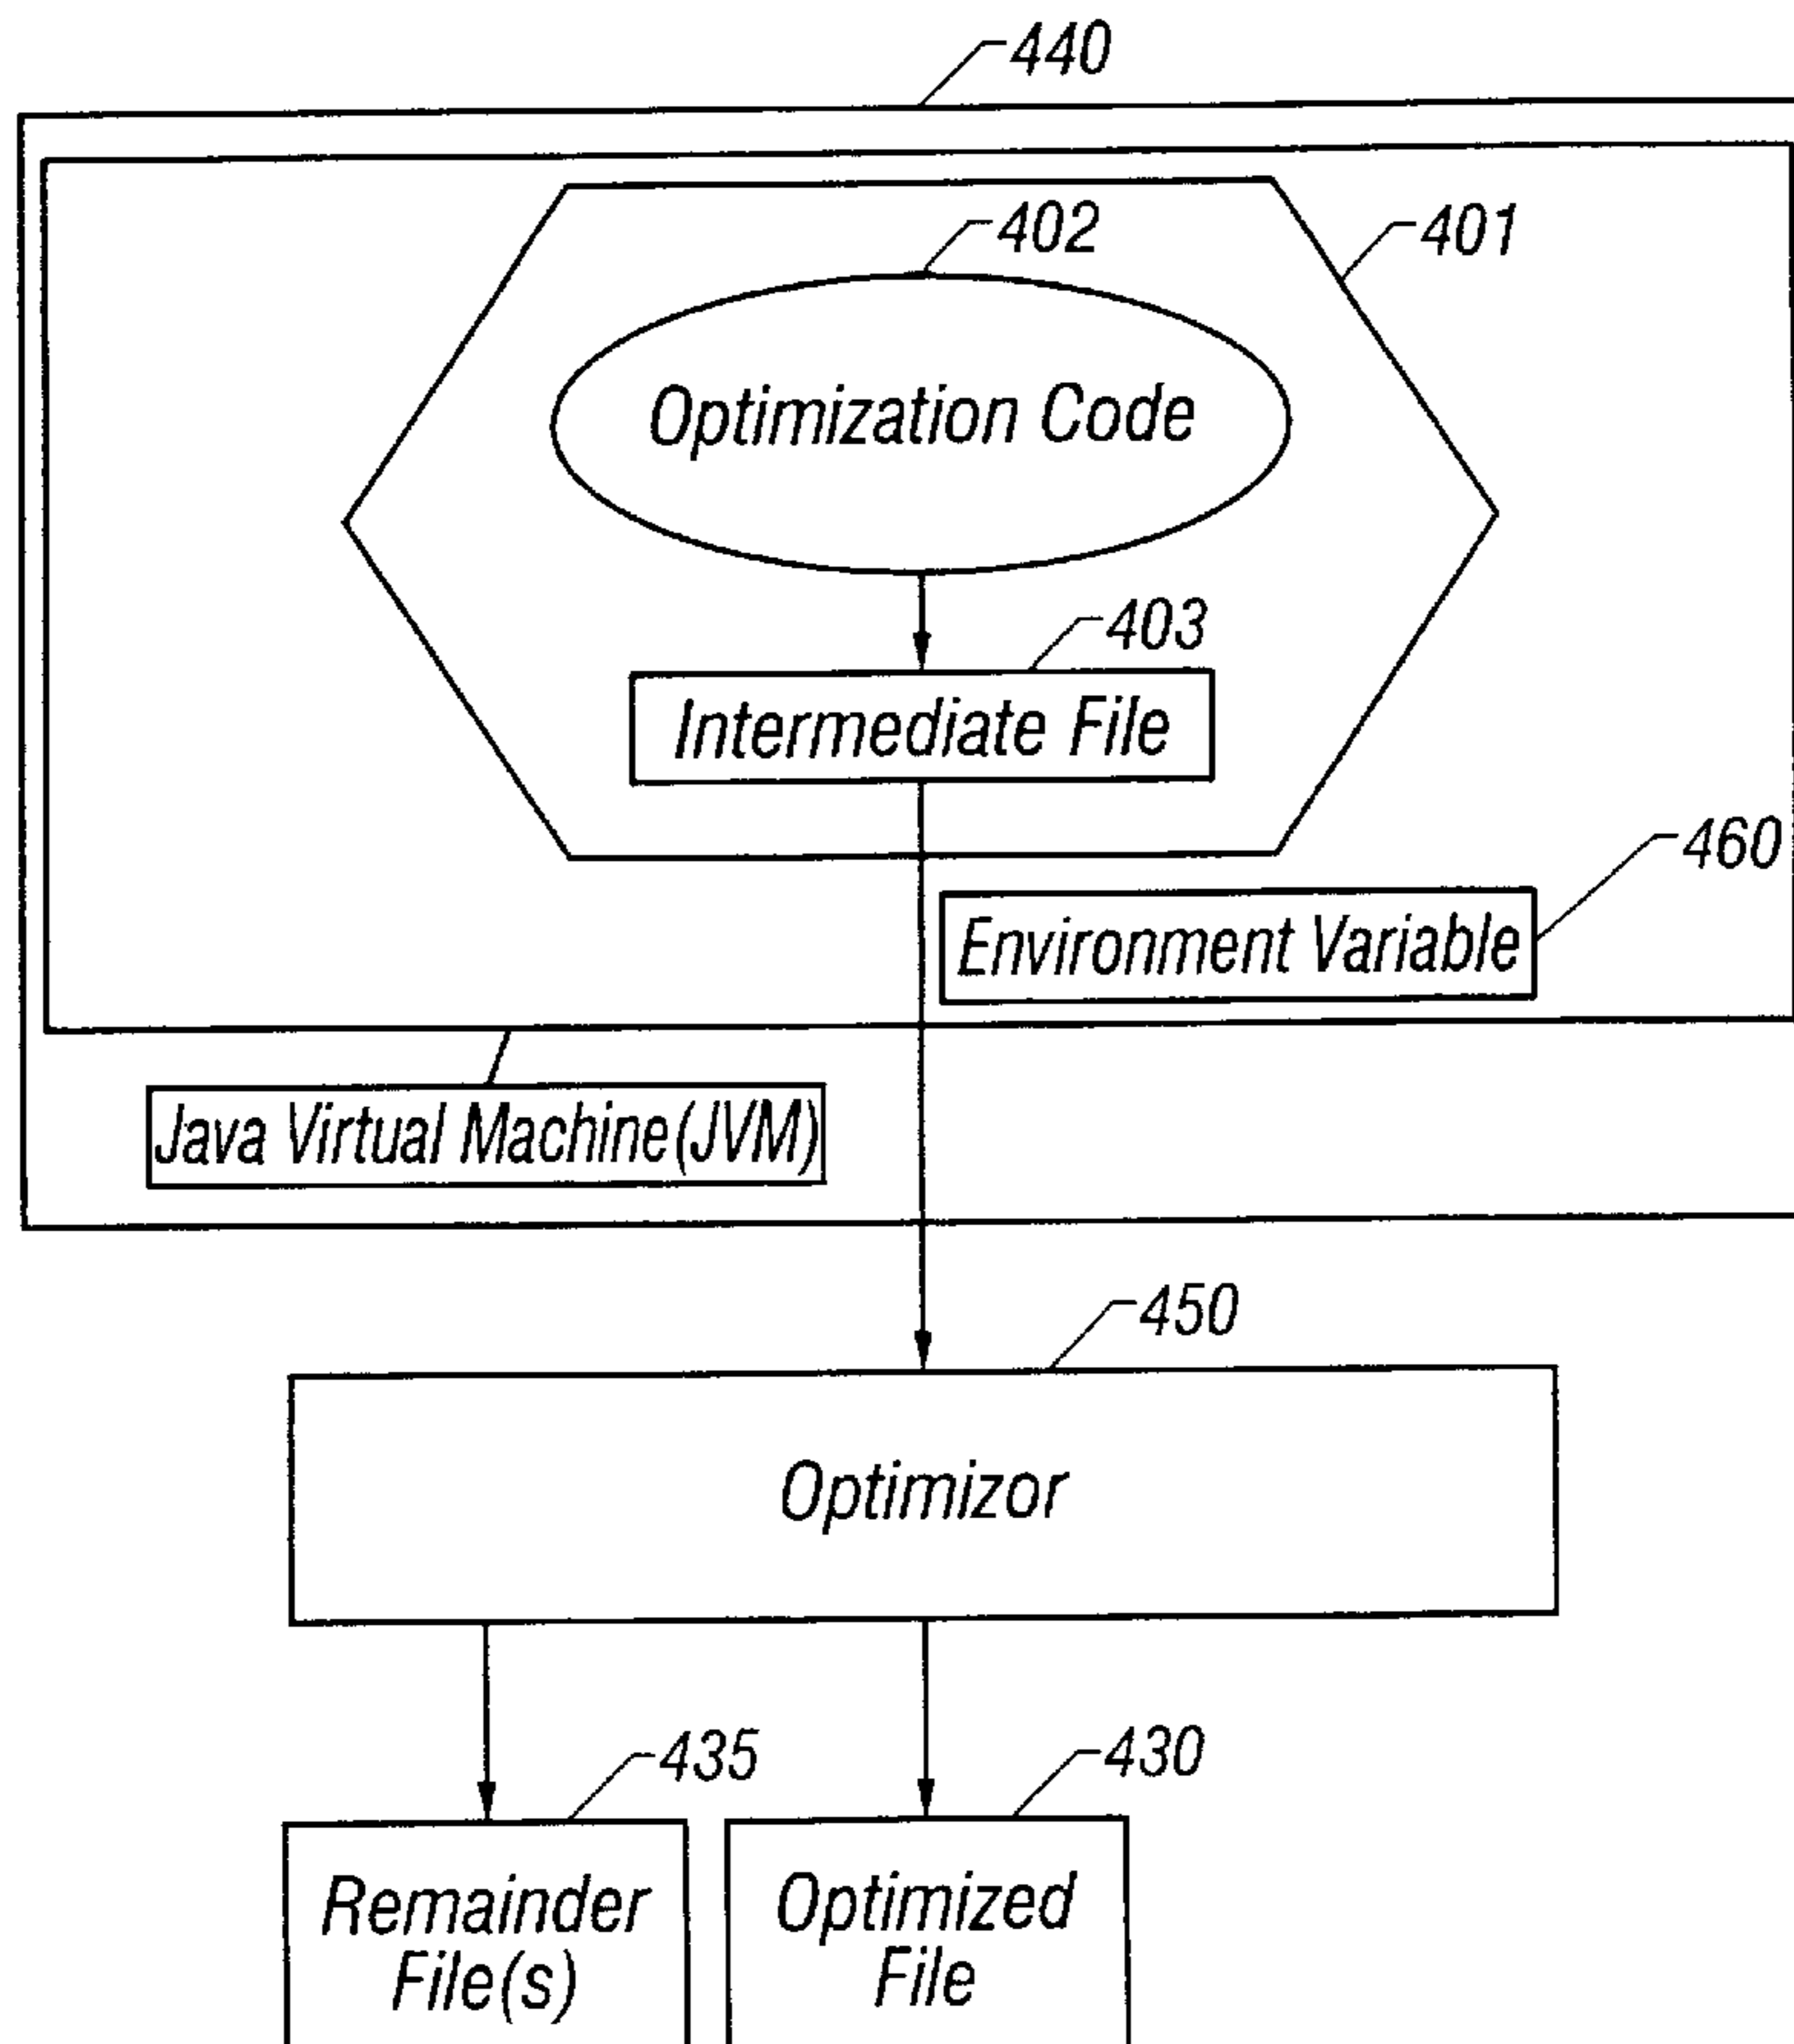 440
402
401
Optimization Code
403
Intermediate File
460
Environment Variable
Java Virtual Machine(JVM)
450
Optimizor
435
430
Remainder
File(s)
Optimized
File